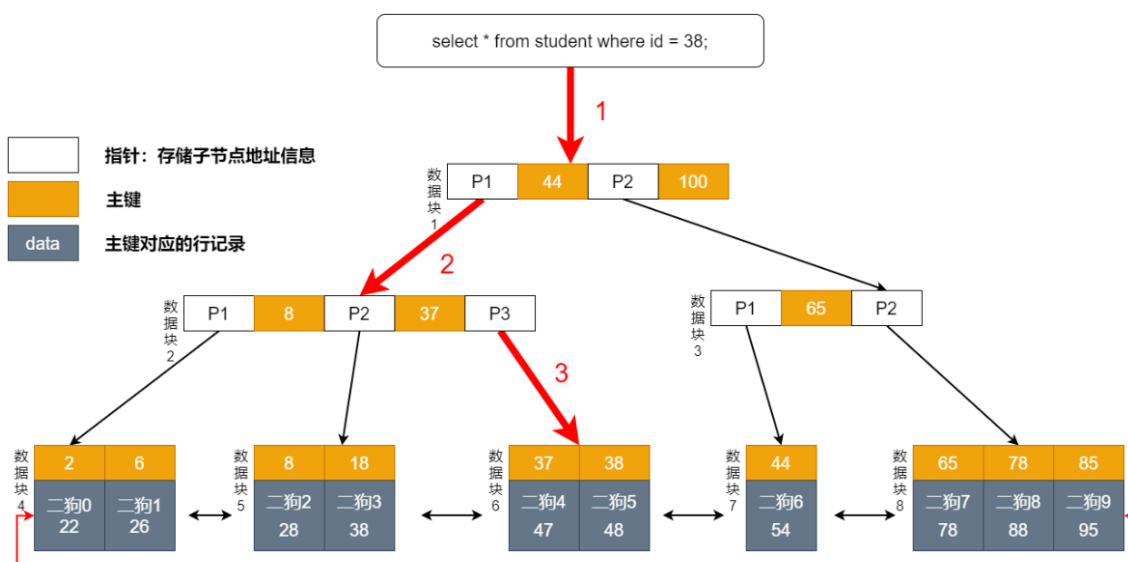 select * from student where id = 38;
1
指针：存储子节点地址信息
主键
data 主键对应的行记录
数据块1
P1 44 P2 100
2
数据块2
P1 8 P2 37 P3
数据块3
P1 65 P2
3
数据块4
2 6
二狗0 二狗1
22 26
数据块5
8 18
二狗2 二狗3
28 38
数据块6
37 38
二狗4 二狗5
47 48
数据块7
44
二狗6
54
数据块8
65 78 85
二狗7 二狗8 二狗9
78 88 95